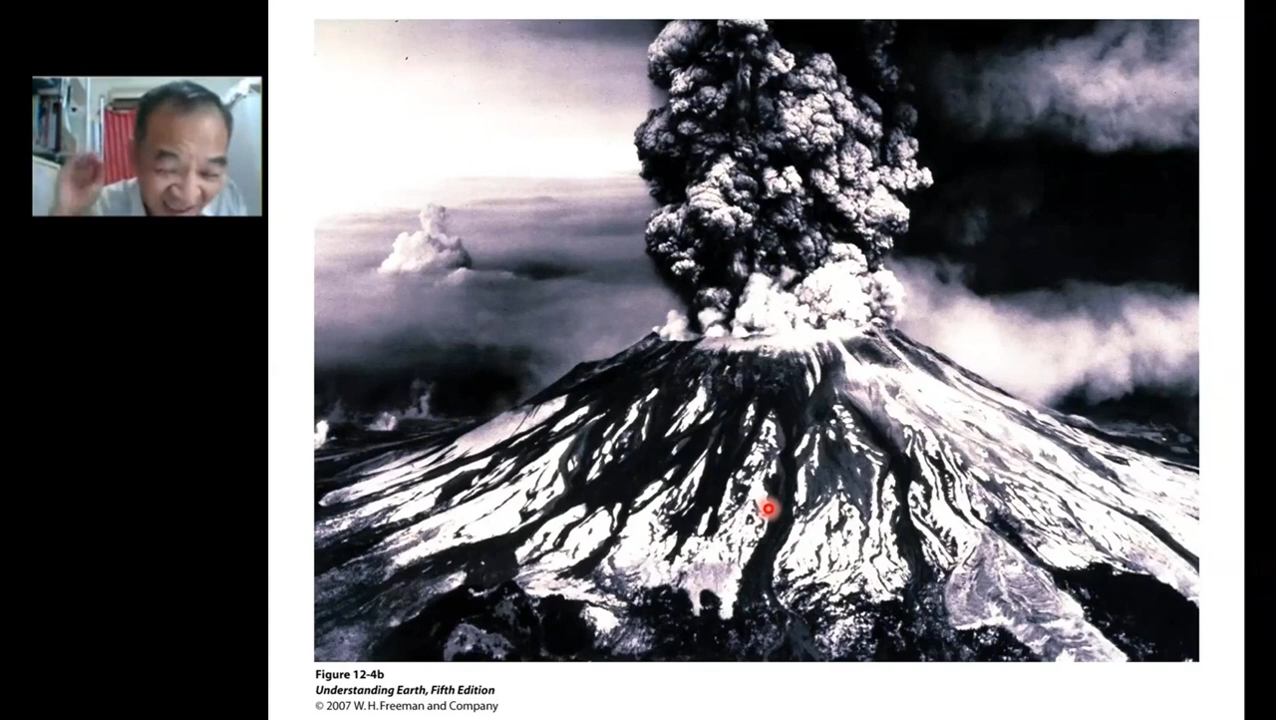 Figure 12-4b
Understanding Earth, Fifth Edition
© 2007 W. H. Freeman and Company